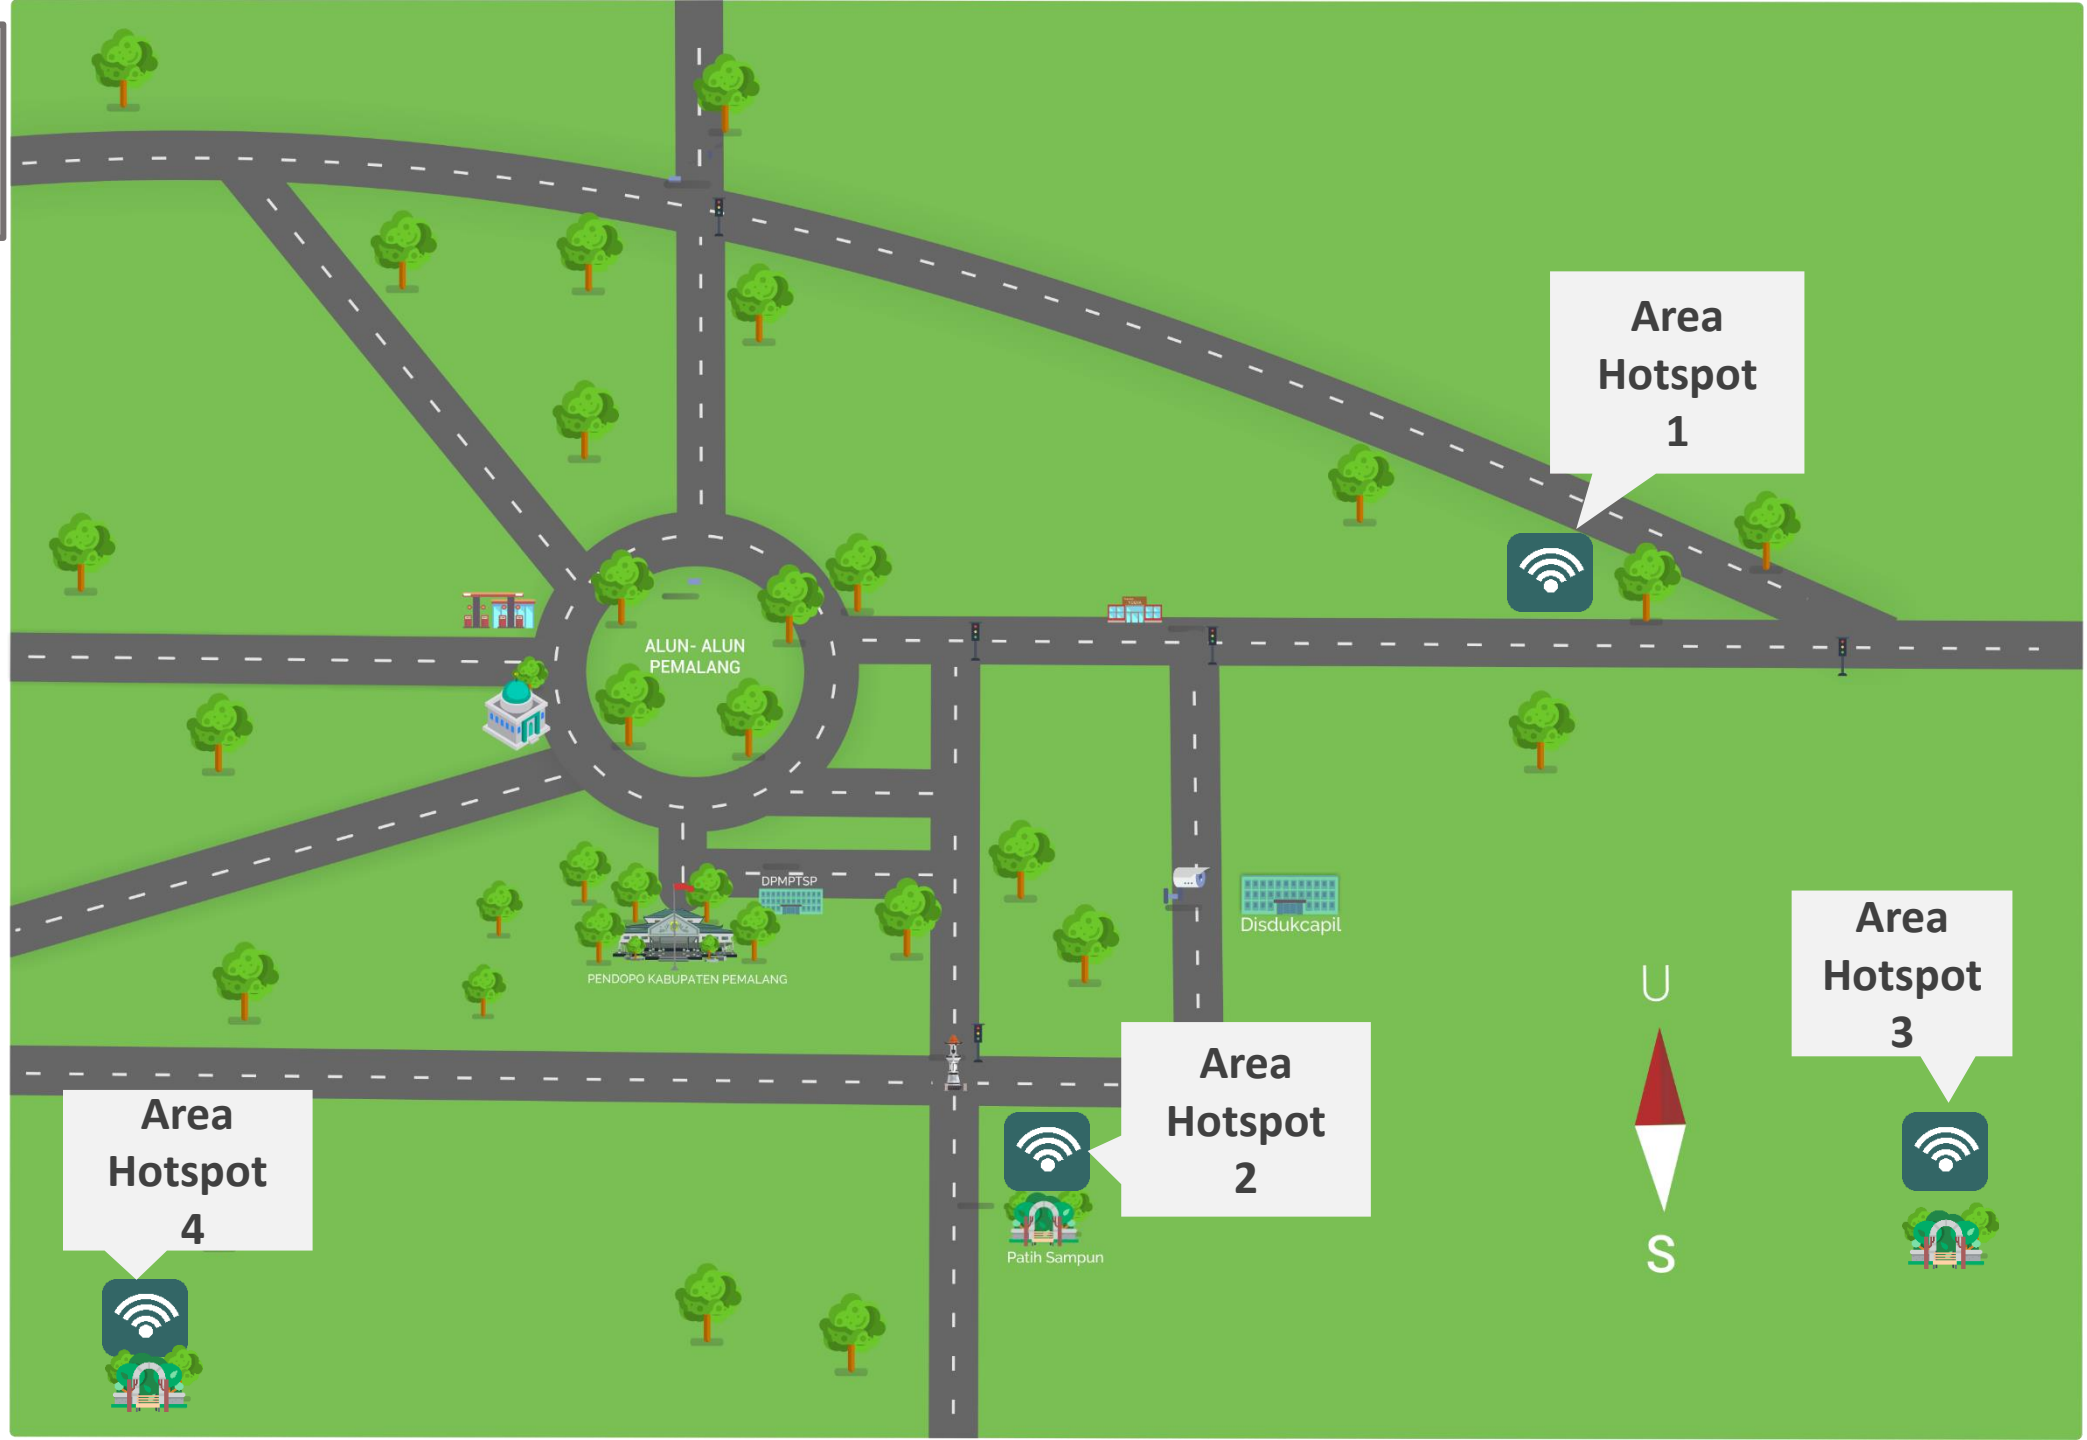 Area
Hotspot
1
ALUN- ALUN
PEMALANG
DPMPTSP
Disdukcapil
PENDOPO KABUPATEN PEMALANG
Area
Hotspot
3
U
S
Area
Hotspot
2
Patih Sampun
Area
Hotspot
4